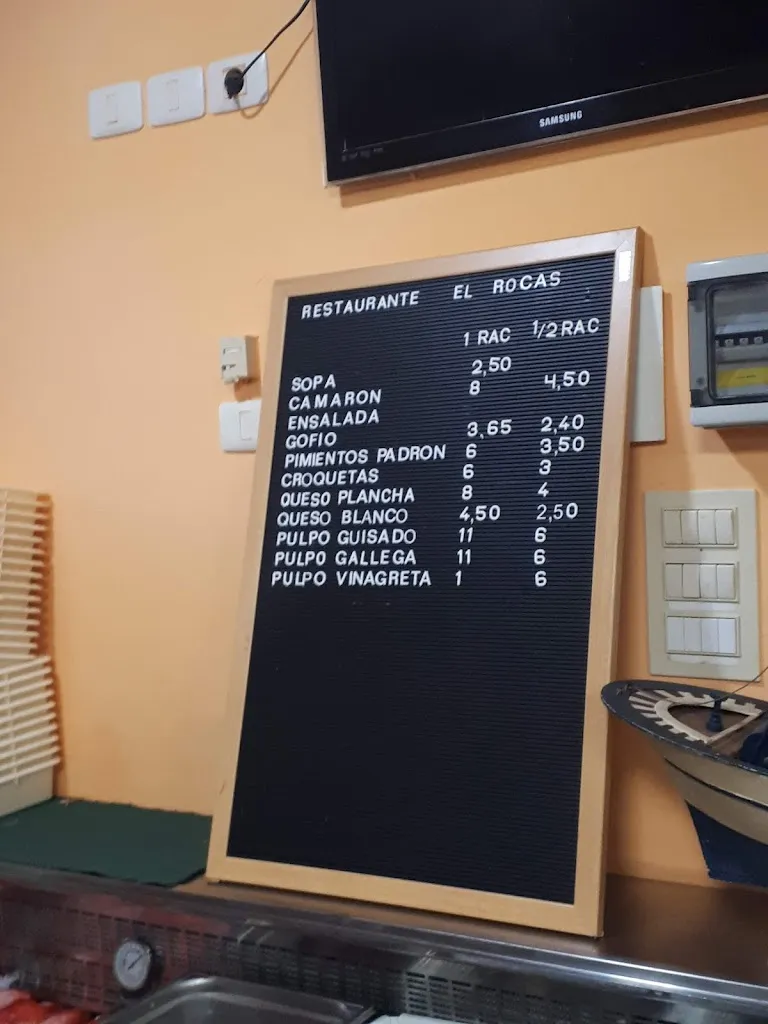 SAMSUNG
RESTAURANTE EL ROCAS
1 RAC 1/2 RAC
SOPA 2,50
CAMARON 8 4,50
ENSALADA
GOFIO 3,65 2,40
PIMIENTOS PADRON 6 3,50
CROQUETAS 6 3
QUESO PLANCHA 8 4
QUESO BLANCO 4,50 2,50
PULPO GUISADO 11 6
PULPO GALLEGA 11 6
PULPO VINAGRETA 1 6